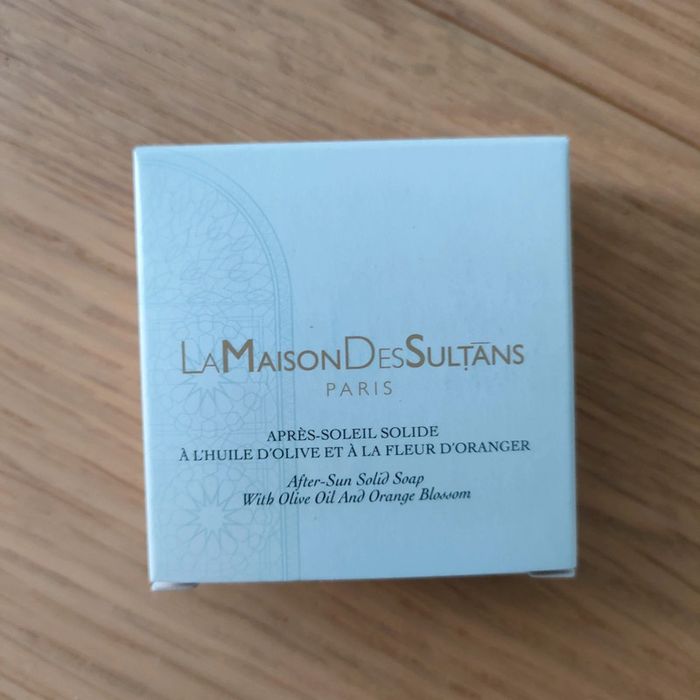 LAMAISONDESSULṬĀNS
PARIS
APRÈS-SOLEIL SOLIDE
À L'HUILE D'OLIVE ET À LA FLEUR D'ORANGER
After-Sun Solid Soap
With Olive Oil And Orange Blossom